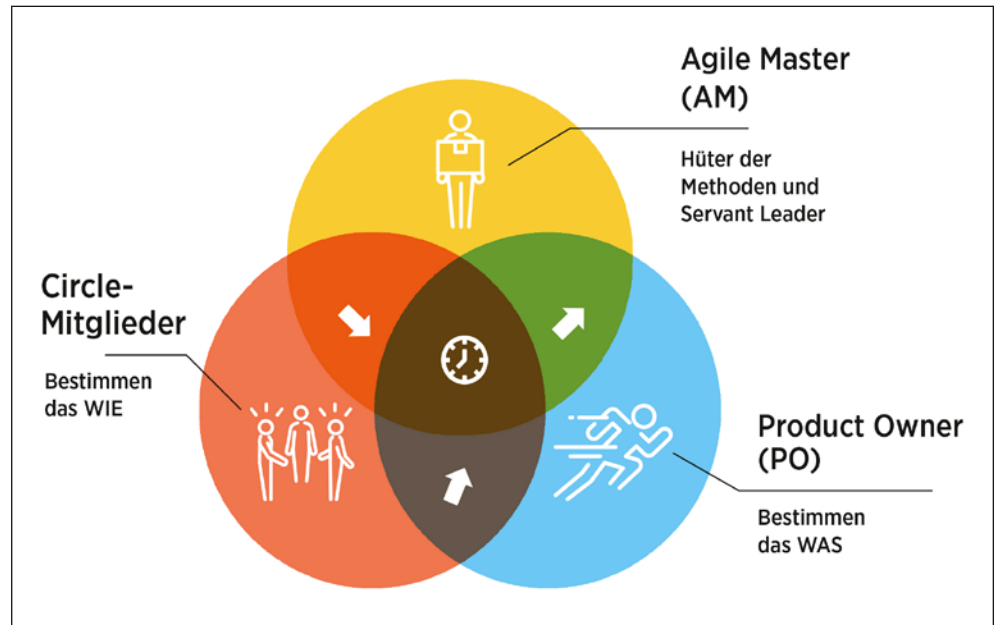 Agile Master
(AM)
Hüter der
Methoden und
Servant Leader
Circle-
Mitglieder
Bestimmen
das WIE
Product Owner
(PO)
Bestimmen
das WAS